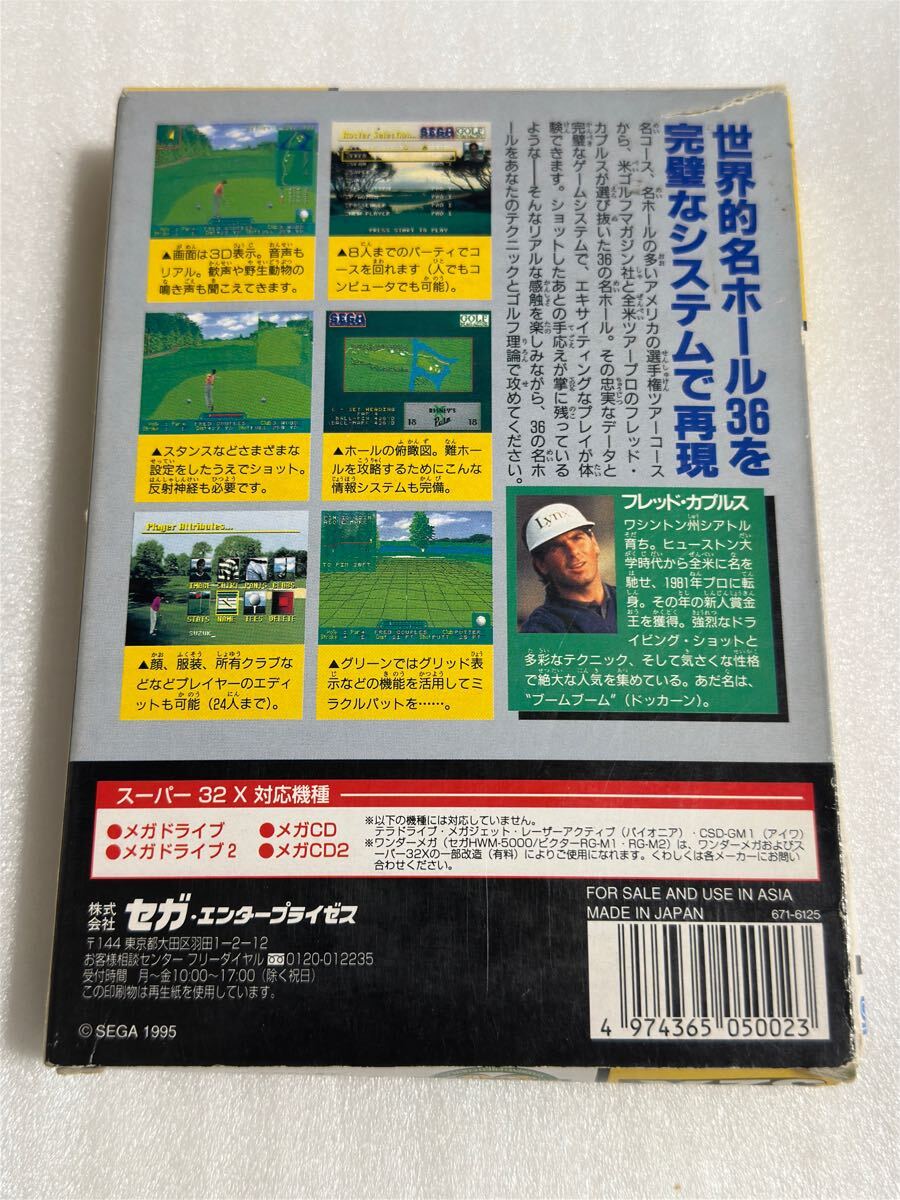 世界的名ホール36を
完璧なシステムで再現
名コース、名ホールの多いアメリカの選手権ツアーコース
から、米ゴルフマガジン社と全米ツアープロのフレッド・
カプルスが選び抜いた36の名ホール。その忠実なデータと
完璧なゲームシステムで、エキサイティングなプレイが体
験できます。ショットしたあとの手応えが掌に残っている
ような――そんなリアルな感触を楽しみながら、36の名ホ
ールをあなたのテクニックとゴルフ理論で攻めてください。
Roster Selection...
SEGA
GOLF
NEW PLAYER
PRESS START TO PLAY
▲画面は3D表示。音声も
リアル。歓声や野生動物の
鳴き声も聞こえてきます。
▲8人までのパーティでコ
ースを回れます（人でもコ
ンピュータでも可能）。
SEGA
GOLF
▲スタンスなどさまざまな
設定をしたうえでショット。
反射神経も必要です。
▲ホールの俯瞰図。難ホー
ルを攻略するためにこんな
情報システムも完備。
Player Attributes...
IMAGE SHIRT PANTS CLUBS
STATS NAME TEES DELETE
SUZUK_
TO PIN 20FT
FRED COUPLES
PUTTER
▲顔、服装、所有クラブな
どなどプレイヤーのエディ
ットも可能（24人まで）。
▲グリーンではグリッド表
示などの機能を活用してミ
ラクルパットを……。
Lynx
フレッド・カプルス
ワシントン州シアトル
育ち。ヒューストン大
学時代から全米に名を
馳せ、1981年プロに転
身。その年の新人賞金
王を獲得。強烈なドラ
イビング・ショットと
多彩なテクニック、そして気さくな性格
で絶大な人気を集めている。あだ名は、
“ブームブーム”（ドッカーン）。
スーパー 32 X 対応機種
●メガドライブ ●メガCD
●メガドライブ2 ●メガCD2
※以下の機種には対応していません。
テラドライブ・メガジェット・レーザーアクティブ（パイオニア）・CSD-GM1（アイワ）
※ワンダーメガ（セガHWM-5000/ビクターRG-M1・RG-M2）は、ワンダーメガおよびス
ーパー32Xの一部改造（有料）によりご使用になれます。くわしくは各メーカーにお問い
合わせください。
株式会社 セガ・エンタープライゼス
〒144 東京都大田区羽田1-2-12
お客様相談センター フリーダイヤル 0120-012235
受付時間 月～金10:00～17:00（除く祝日）
この印刷物は再生紙を使用しています。
© SEGA 1995
FOR SALE AND USE IN ASIA
MADE IN JAPAN 671-6125
4 974365 050023